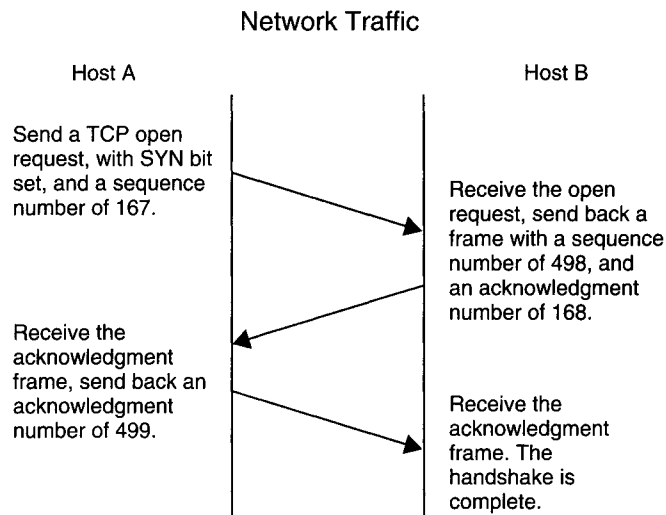 Network Traffic
Host A
Host B
Send a TCP open
request, with SYN bit
set, and a sequence
number of 167.
Receive the open
request, send back a
frame with a sequence
number of 498, and
an acknowledgment
number of 168.
Receive the
acknowledgment
frame, send back an
acknowledgment
number of 499.
Receive the
acknowledgment
frame. The
handshake is
complete.